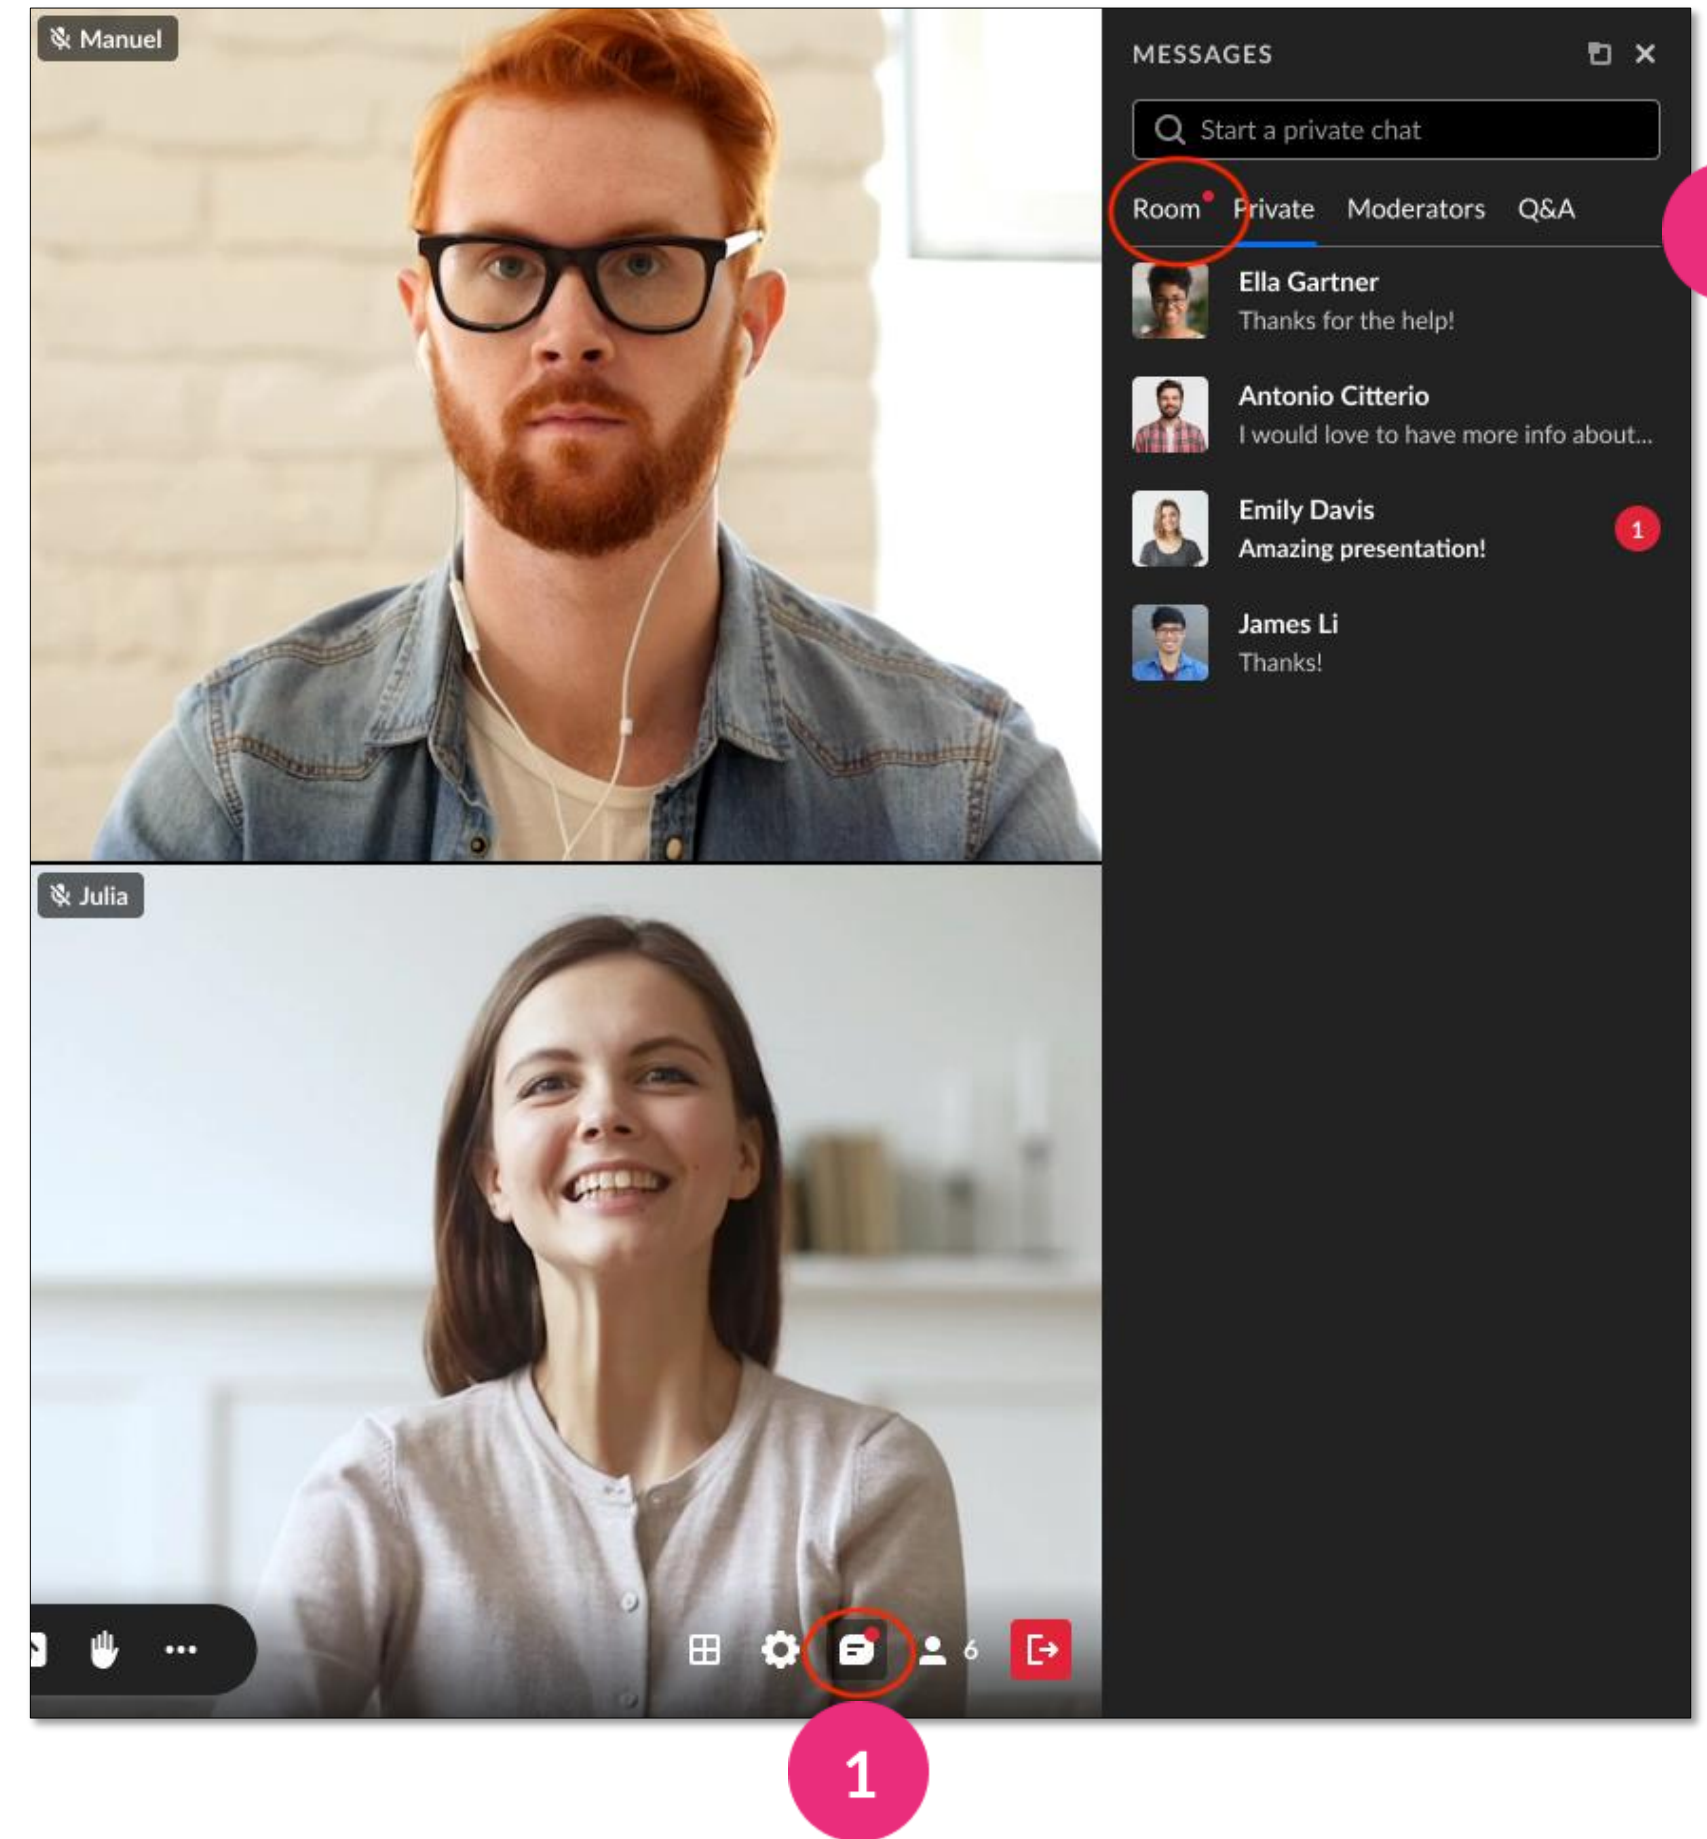 Manuel
MESSAGES
Start a private chat
Room Private Moderators Q&A
Ella Gartner
Thanks for the help!
Antonio Citterio
I would love to have more info about...
Emily Davis
Amazing presentation!
1
James Li
Thanks!
Julia
6
1